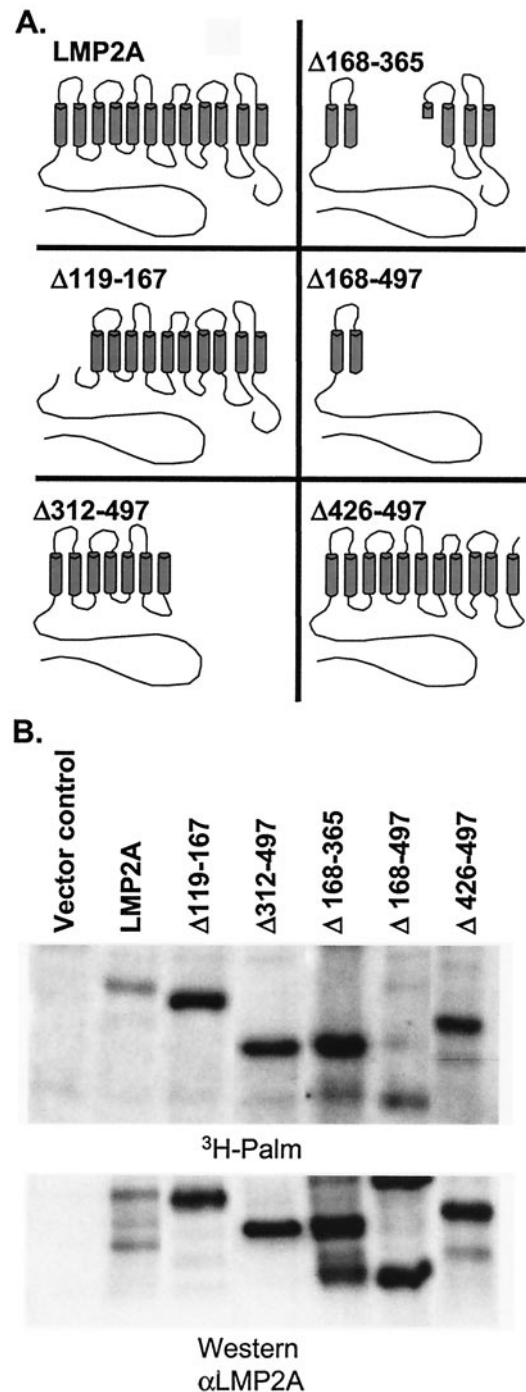 A.
LMP2A
Δ168-365
Δ119-167
Δ168-497
Δ312-497
Δ426-497
B.
Vector control
LMP2A
Δ119-167
Δ312-497
Δ 168-365
Δ 168-497
Δ 426-497
³H-Palm
Western
αLMP2A